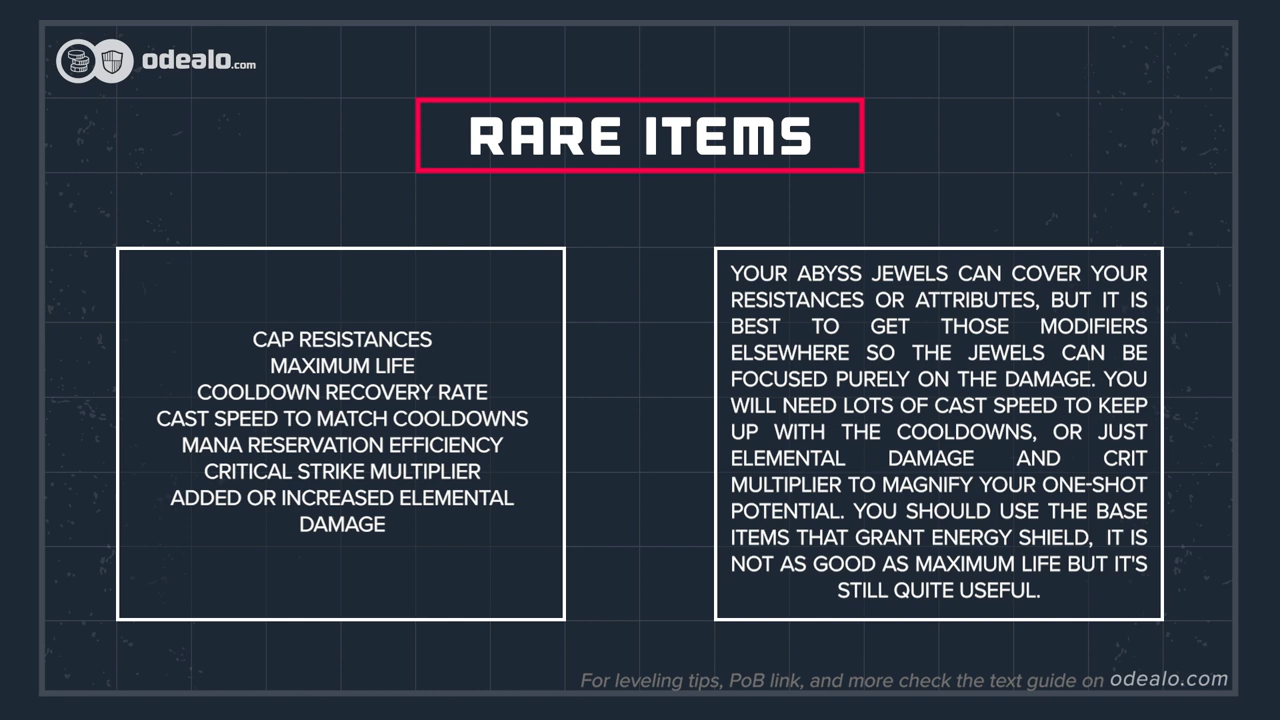 odealo.com
RARE ITEMS
CAP RESISTANCES
MAXIMUM LIFE
COOLDOWN RECOVERY RATE
CAST SPEED TO MATCH COOLDOWNS
MANA RESERVATION EFFICIENCY
CRITICAL STRIKE MULTIPLIER
ADDED OR INCREASED ELEMENTAL
DAMAGE
YOUR ABYSS JEWELS CAN COVER YOUR
RESISTANCES OR ATTRIBUTES, BUT IT IS
BEST TO GET THOSE MODIFIERS
ELSEWHERE SO THE JEWELS CAN BE
FOCUSED PURELY ON THE DAMAGE. YOU
WILL NEED LOTS OF CAST SPEED TO KEEP
UP WITH THE COOLDOWNS, OR JUST
ELEMENTAL DAMAGE AND CRIT
MULTIPLIER TO MAGNIFY YOUR ONE-SHOT
POTENTIAL. YOU SHOULD USE THE BASE
ITEMS THAT GRANT ENERGY SHIELD, IT IS
NOT AS GOOD AS MAXIMUM LIFE BUT IT'S
STILL QUITE USEFUL.
For leveling tips, PoB link, and more check the text guide on odealo.com